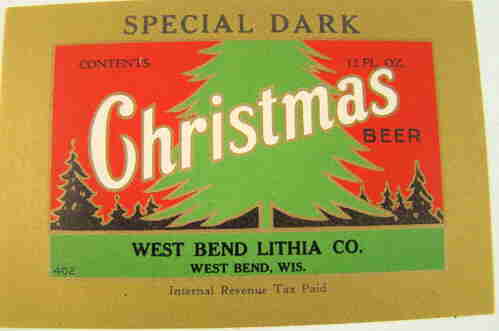 SPECIAL DARK
CONTENTS 12 FL. OZ.
Christmas
BEER
WEST BEND LITHIA CO.
402 WEST BEND, WIS.
Internal Revenue Tax Paid